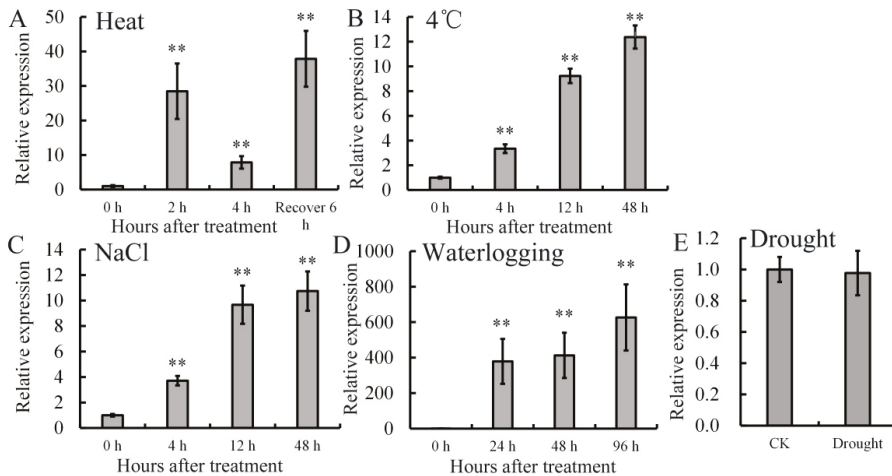 A
Heat
Relative expression
50
40
30
20
10
0
**
**
**
0 h
2 h
4 h
Recover 6
h
Hours after treatment
B
4℃
Relative expression
14
12
10
8
6
4
2
0
**
**
**
0 h
4 h
12 h
48 h
Hours after treatment
C
NaCl
Relative expression
14
12
10
8
6
4
2
0
**
**
**
0 h
4 h
12 h
48 h
Hours after treatment
D
Waterlogging
Relative expression
1000
800
600
400
200
0
**
**
**
0 h
24 h
48 h
96 h
Hours after treatment
E
Drought
Relative expression
1.2
1.0
0.8
0.6
0.4
0.2
0.0
CK
Drought